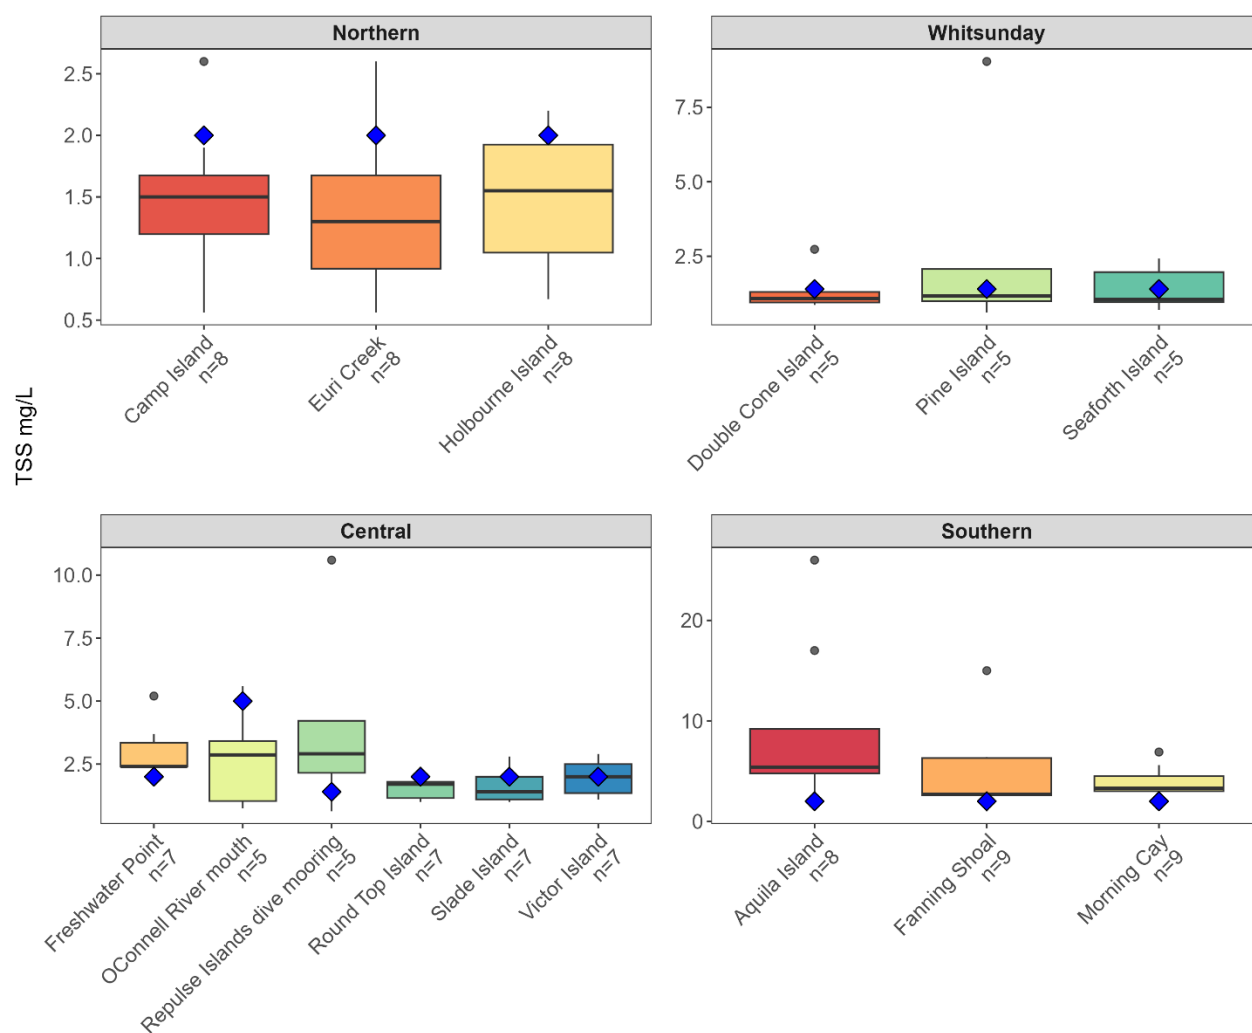 Northern
2.5
2.0
1.5
1.0
0.5
Camp Island
n=8
Euri Creek
n=8
Holbourne Island
n=8
Whitsunday
7.5
5.0
2.5
Double Cone Island
n=5
Pine Island
n=5
Seaforth Island
n=5
TSS mg/L
Central
10.0
7.5
5.0
2.5
Freshwater Point
n=7
OConnell River mouth
n=5
Repulse Islands dive mooring
n=5
Round Top Island
n=7
Slade Island
n=7
Victor Island
n=7
Southern
20
10
0
Aquila Island
n=8
Fanning Shoal
n=9
Morning Cay
n=9